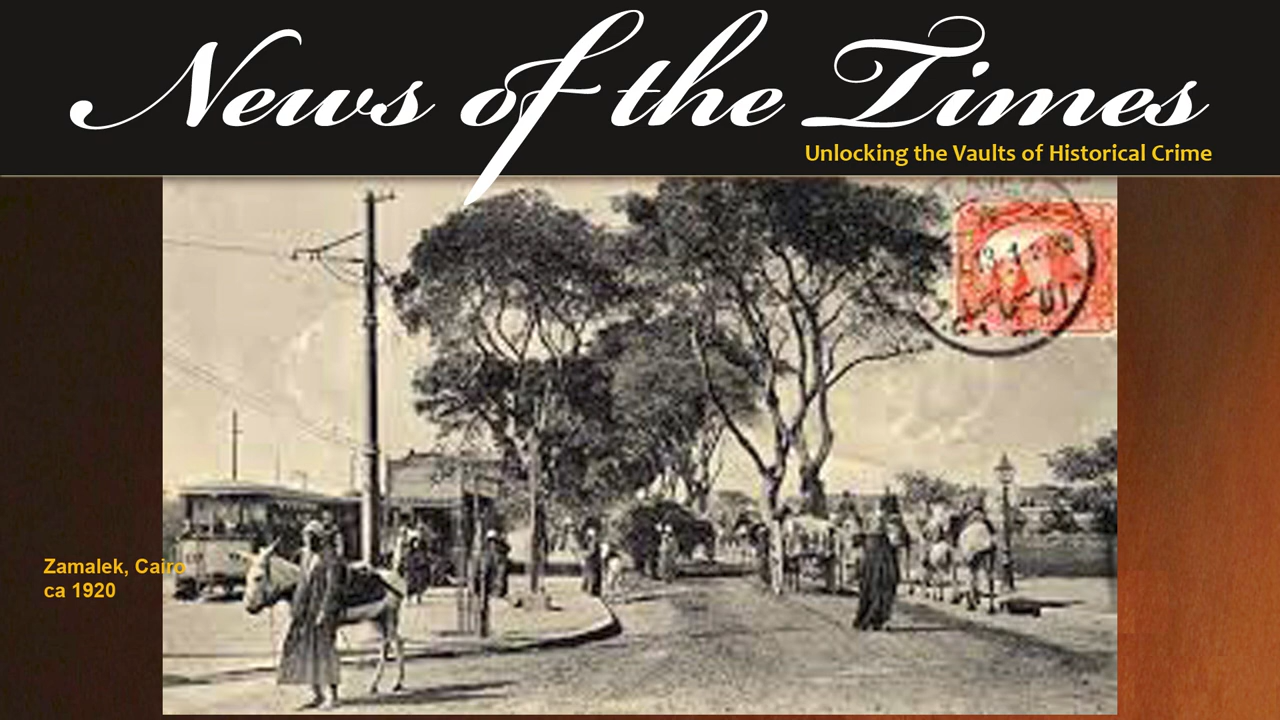 News of the Times
Unlocking the Vaults of Historical Crime
Zamalek, Cairo
ca 1920